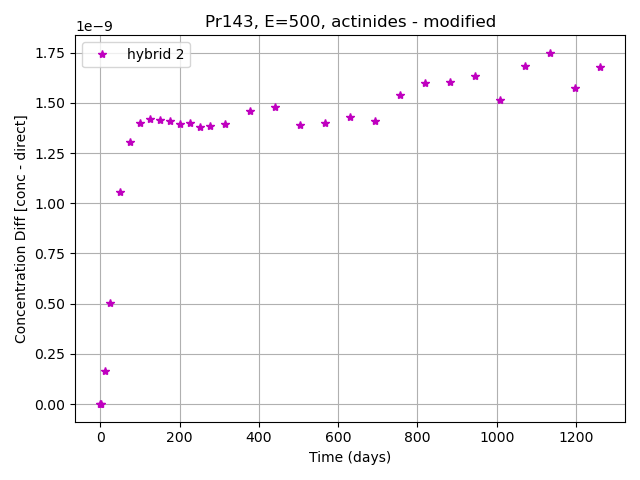 Pr143, E=500, actinides - modified
1e−9
hybrid 2
Concentration Diff [conc - direct]
1.75
1.50
1.25
1.00
0.75
0.50
0.25
0.00
0 200 400 600 800 1000 1200
Time (days)